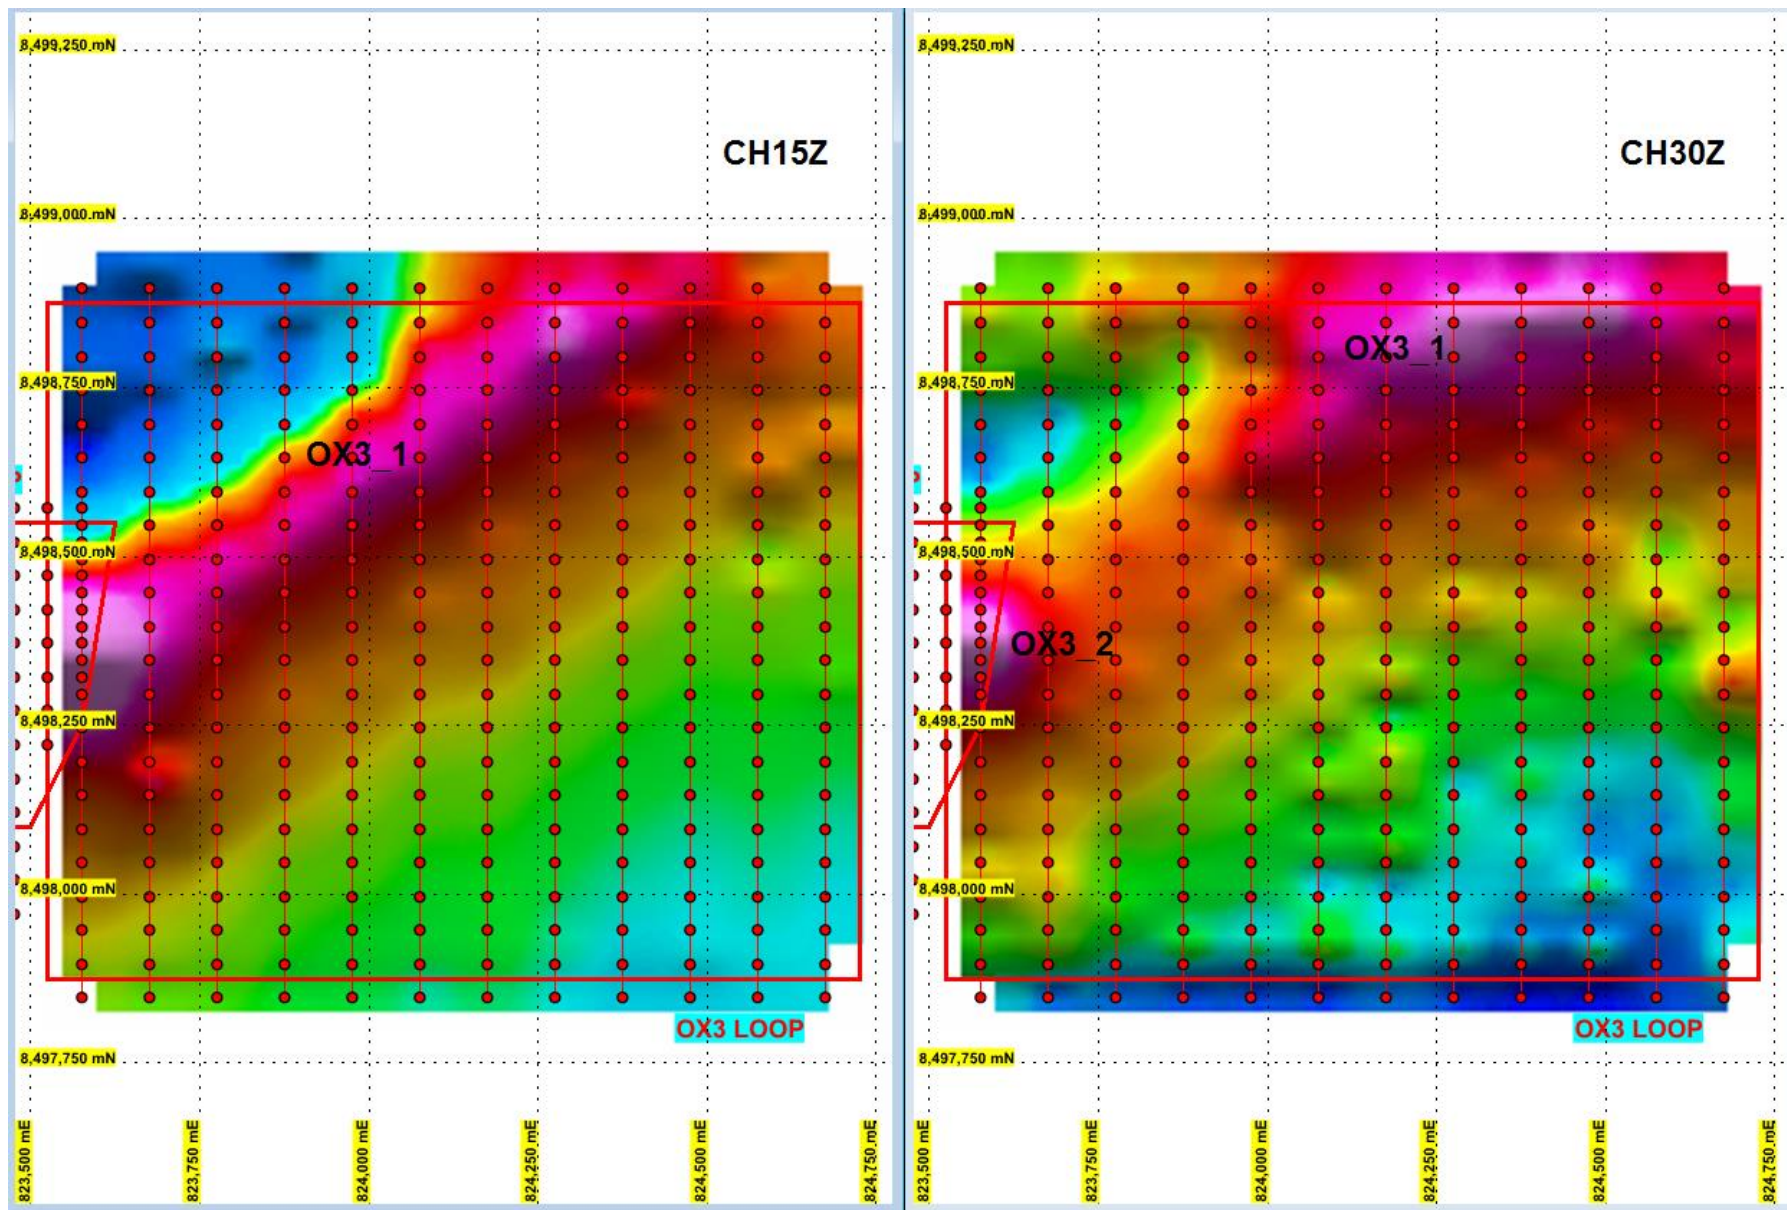 8,499,250 mN
CH15Z
8,499,000 mN
8,498,750 mN
OX3_1
8,498,500 mN
8,498,250 mN
8,498,000 mN
OX3 LOOP
8,497,750 mN
823,500 mE
823,750 mE
824,000 mE
824,250 mE
824,500 mE
824,750 mE
8,499,250 mN
CH30Z
8,499,000 mN
OX3_1
8,498,750 mN
8,498,500 mN
OX3_2
8,498,250 mN
8,498,000 mN
OX3 LOOP
8,497,750 mN
823,500 mE
823,750 mE
824,000 mE
824,250 mE
824,500 mE
824,750 mE